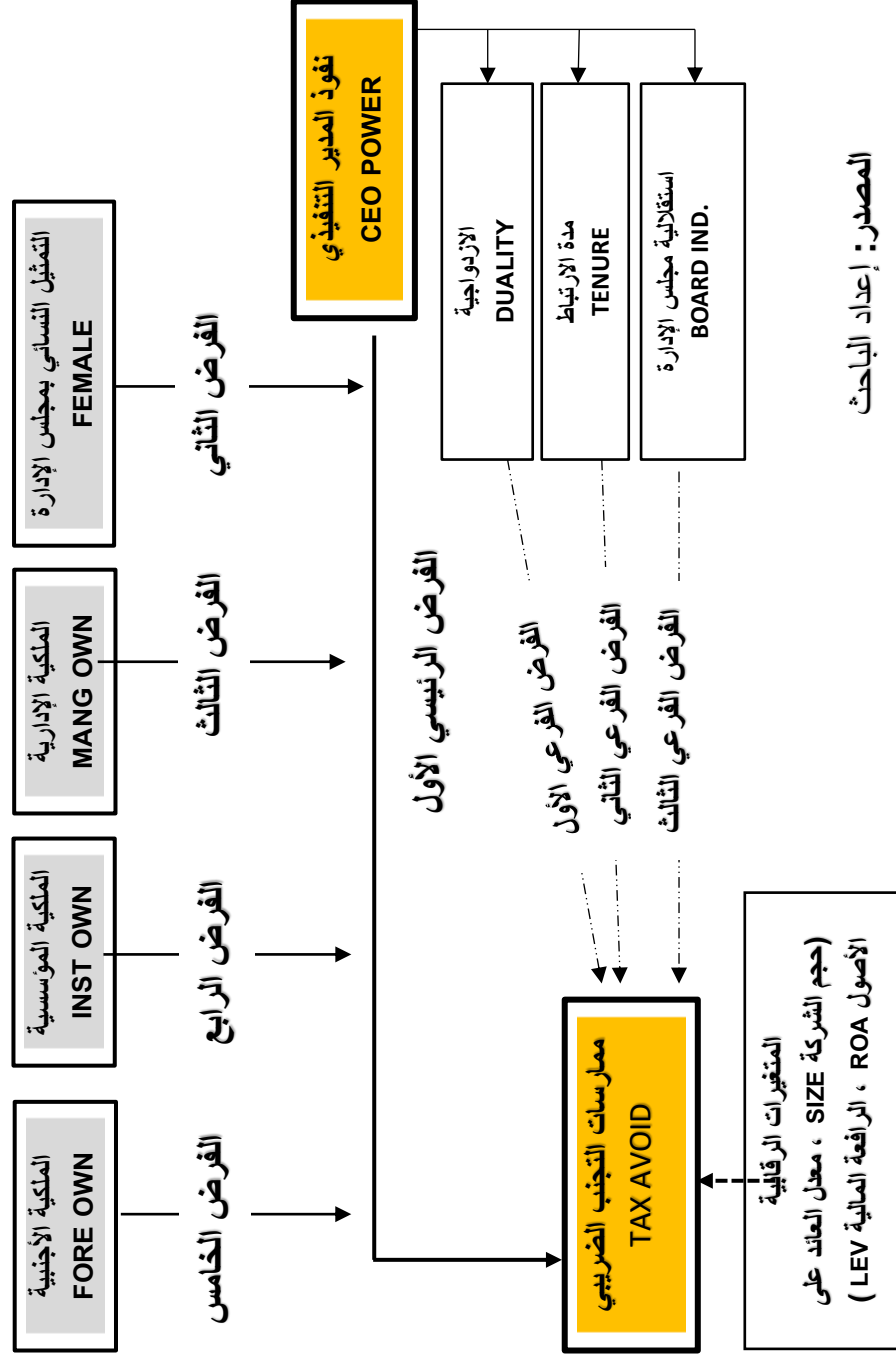 التمثيل النسائي بمجلس الإدارة
FEMALE
الملكية الإدارية
MANG OWN
الملكية المؤسسية
INST OWN
الملكية الأجنبية
FORE OWN
الفرض الثاني
الفرض الثالث
الفرض الرابع
الفرض الخامس
نفوذ المدير التنفيذي
CEO POWER
الفرض الرئيسي الأول
ممارسات التجنب الضريبي
TAX AVOID
الازدواجية
DUALITY
مدة الارتباط
TENURE
استقلالية مجلس الإدارة
BOARD IND.
الفرض الفرعي الأول
الفرض الفرعي الثاني
الفرض الفرعي الثالث
المتغيرات الرقابية
(حجم الشركة SIZE ، معدل العائد على
الأصول ROA ، الرافعة المالية LEV )
المصدر: إعداد الباحث